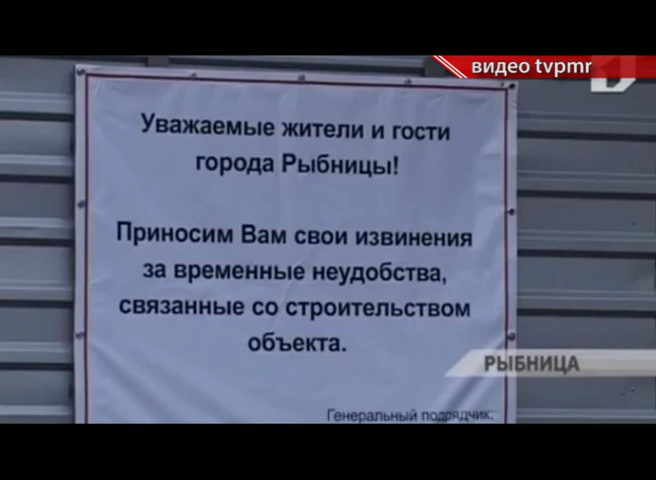 видео tvpmr
Уважаемые жители и гости
города Рыбницы!
Приносим Вам свои извинения
за временные неудобства,
связанные со строительством
объекта.
РЫБНИЦА
Генеральный подрядчик: